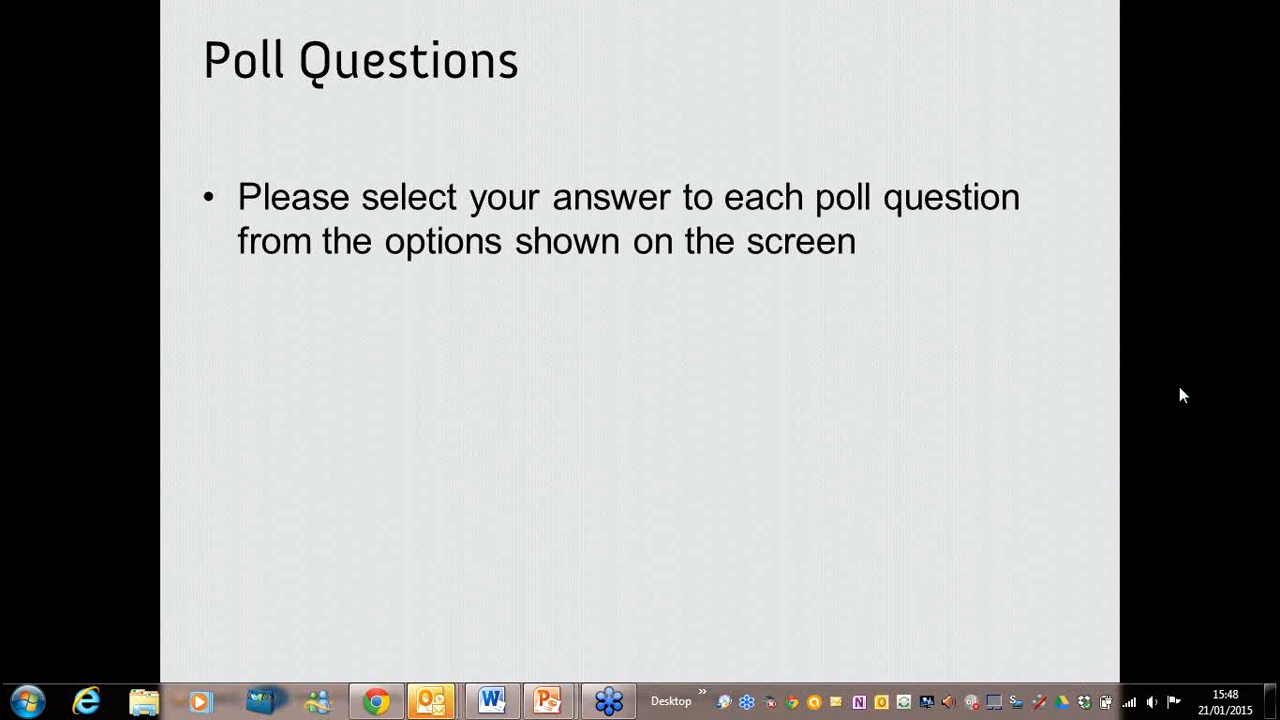 Poll Questions
• Please select your answer to each poll question
from the options shown on the screen
Desktop
15:48
21/01/2015